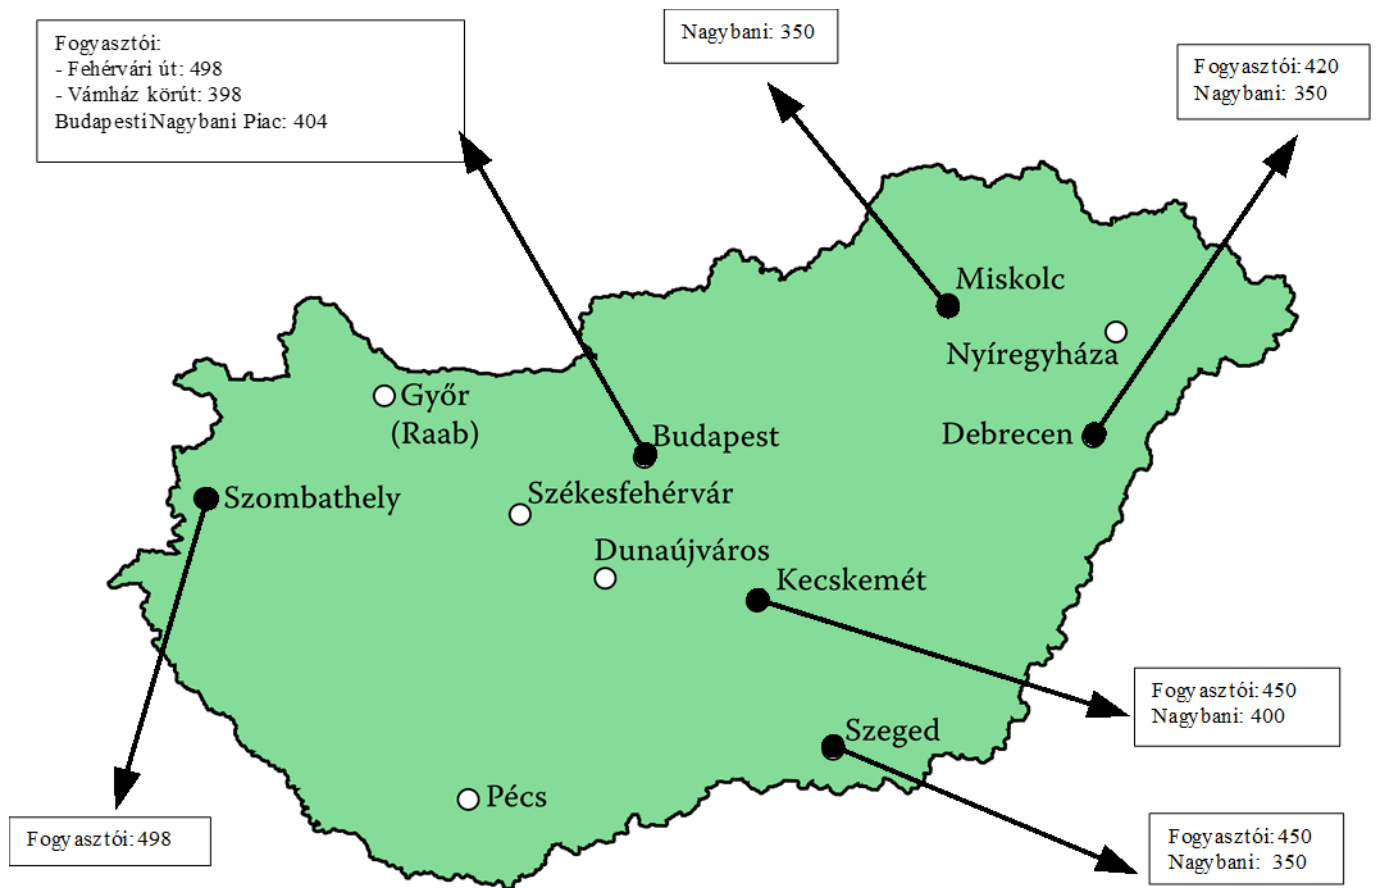 Fogyasztói:
- Fehérvári út: 498
- Vámház körút: 398
Budapesti Nagybani Piac: 404
Nagybani: 350
Fogyasztói: 420
Nagybani: 350
Miskolc
Nyíregyháza
Győr
(Raab)
Budapest
Debrecen
Szombathely
Székesfehérvár
Dunaújváros
Kecskemét
Fogyasztói: 450
Nagybani: 400
Szeged
Pécs
Fogyasztói: 498
Fogyasztói: 450
Nagybani: 350